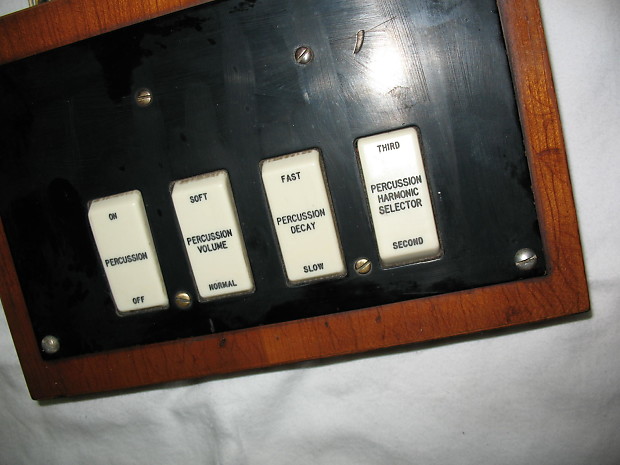 ON
PERCUSSION
OFF
SOFT
PERCUSSION
VOLUME
NORMAL
FAST
PERCUSSION
DECAY
SLOW
THIRD
PERCUSSION
HARMONIC
SELECTOR
SECOND